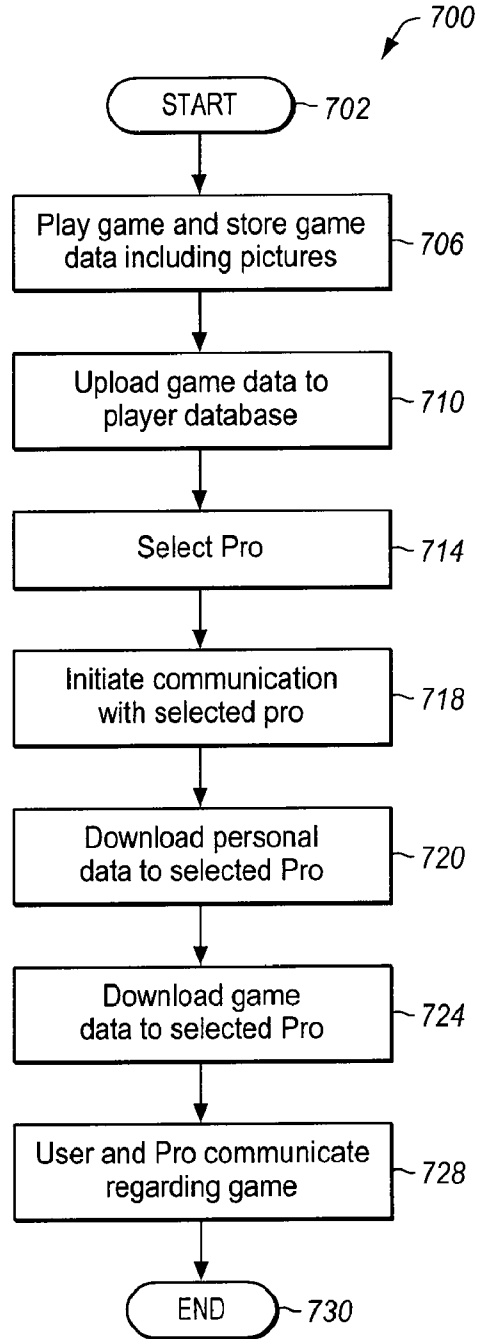 700
START
702
Play game and store game
data including pictures
706
Upload game data to
player database
710
Select Pro
714
Initiate communication
with selected pro
718
Download personal
data to selected Pro
720
Download game
data to selected Pro
724
User and Pro communicate
regarding game
728
END
730